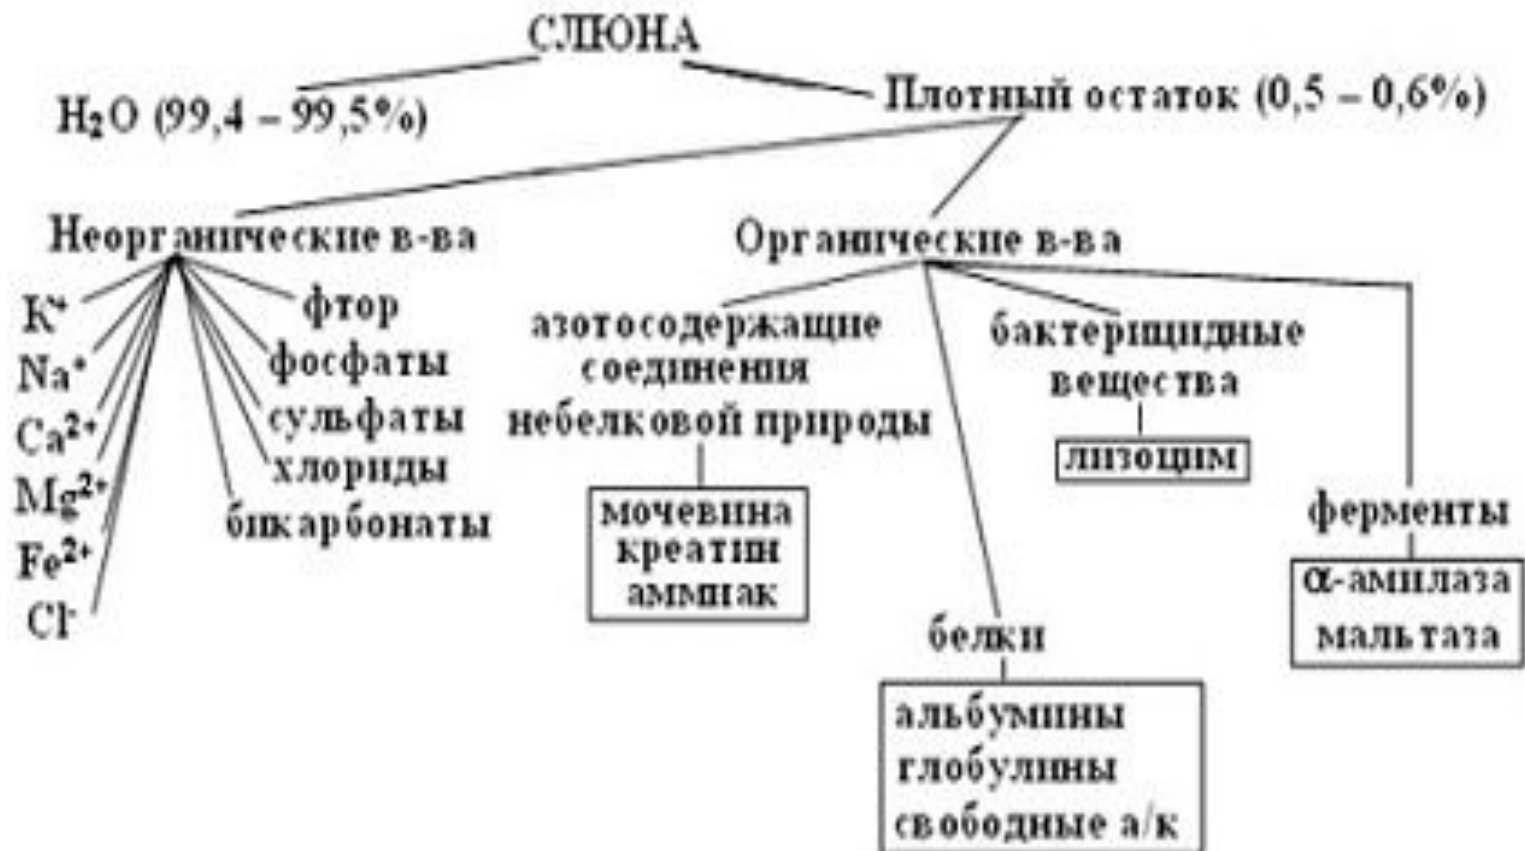 СЛЮНА
H₂O (99,4 – 99,5%)
Плотный остаток (0,5 – 0,6%)
Неорганические в-ва
K⁺
Na⁺
Ca²⁺
Mg²⁺
Fe²⁺
Cl⁻
фтор
фосфаты
сульфаты
хлориды
бикарбонаты
Органические в-ва
азотосодержащие
соединения
небелковой природы
мочевина
креатин
аммиак
белки
альбумины
глобулины
свободные а/к
бактерицидные
вещества
лизоцим
ферменты
α-амилаза
мальтаза